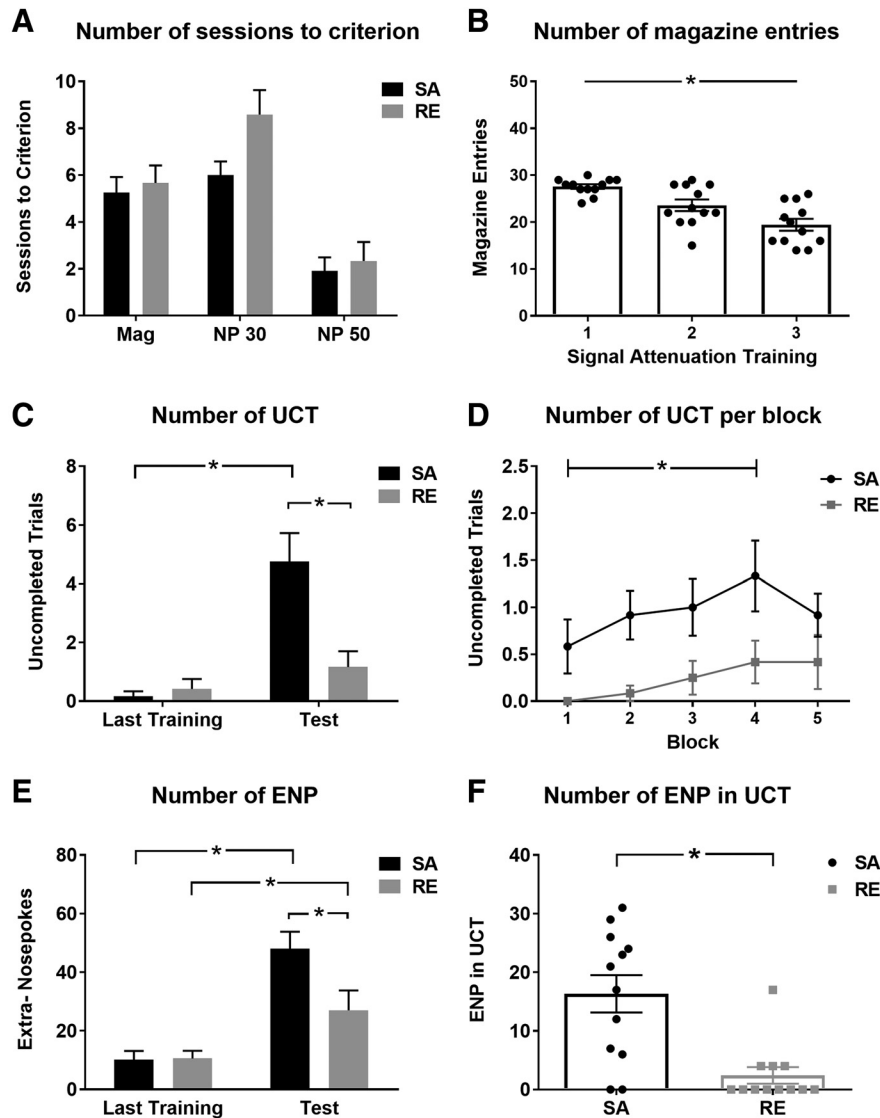 A
Number of sessions to criterion
Sessions to Criterion
10
8
6
4
2
0
Mag
NP 30
NP 50
SA
RE
B
Number of magazine entries
Magazine Entries
50
40
30
20
10
0
*
1
2
3
Signal Attenuation Training
C
Number of UCT
Uncompleted Trials
8
6
4
2
0
*
*
Last Training
Test
SA
RE
D
Number of UCT per block
Uncompleted Trials
2.5
2.0
1.5
1.0
0.5
0.0
*
1
2
3
4
5
Block
SA
RE
E
Number of ENP
Extra- Nosepokes
80
60
40
20
0
*
*
*
Last Training
Test
SA
RE
F
Number of ENP in UCT
ENP in UCT
40
30
20
10
0
*
SA
RE
SA
RE